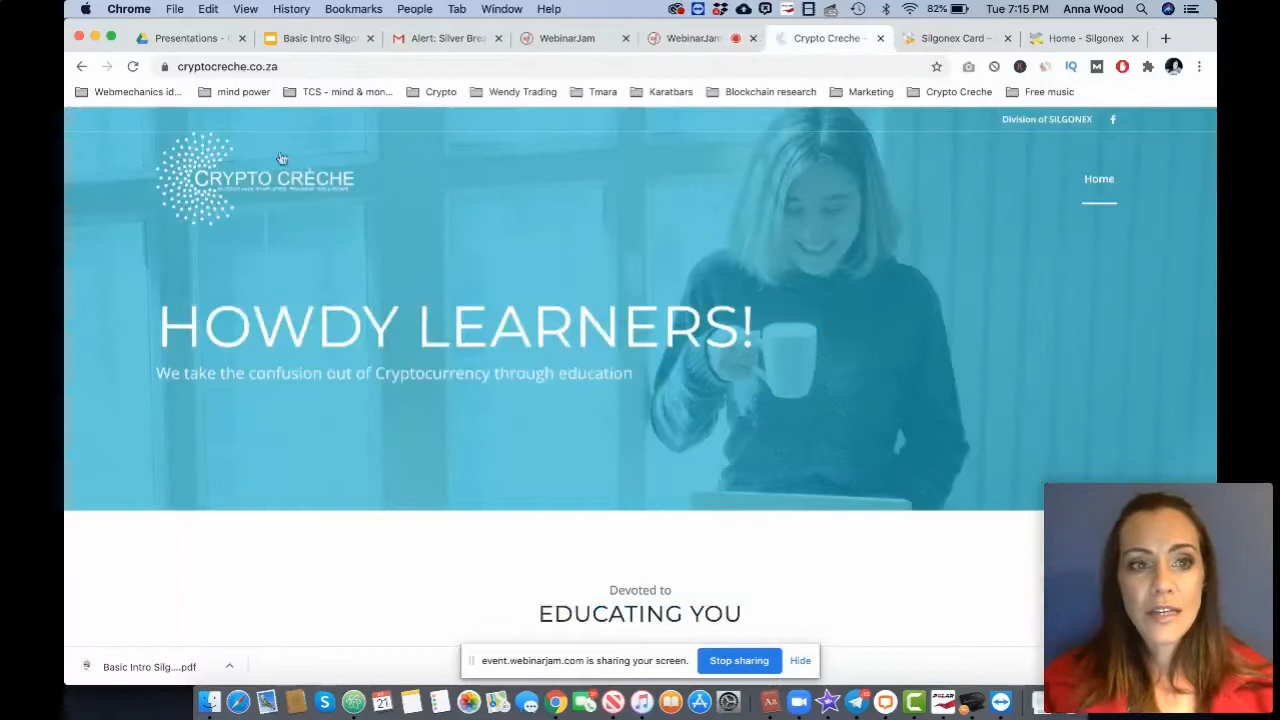 Chrome File Edit View History Bookmarks People Tab Window Help 82% Tue 7:15 PM Anna Wood
Presentations - Basic Intro Silgo Alert: Silver Brea WebinarJam WebinarJam Crypto Creche - Silgonex Card – Home - Silgonex
cryptocreche.co.za
Webmechanics id... mind power TCS - mind & mon... Crypto Wendy Trading Tmara Karatbars Blockchain research Marketing Crypto Creche Free music
Division of SILGONEX
CRYPTO CRÈCHE
Home
HOWDY LEARNERS!
We take the confusion out of Cryptocurrency through education
Devoted to
EDUCATING YOU
event.webinarjam.com is sharing your screen. Stop sharing Hide
Basic Intro Silg....pdf